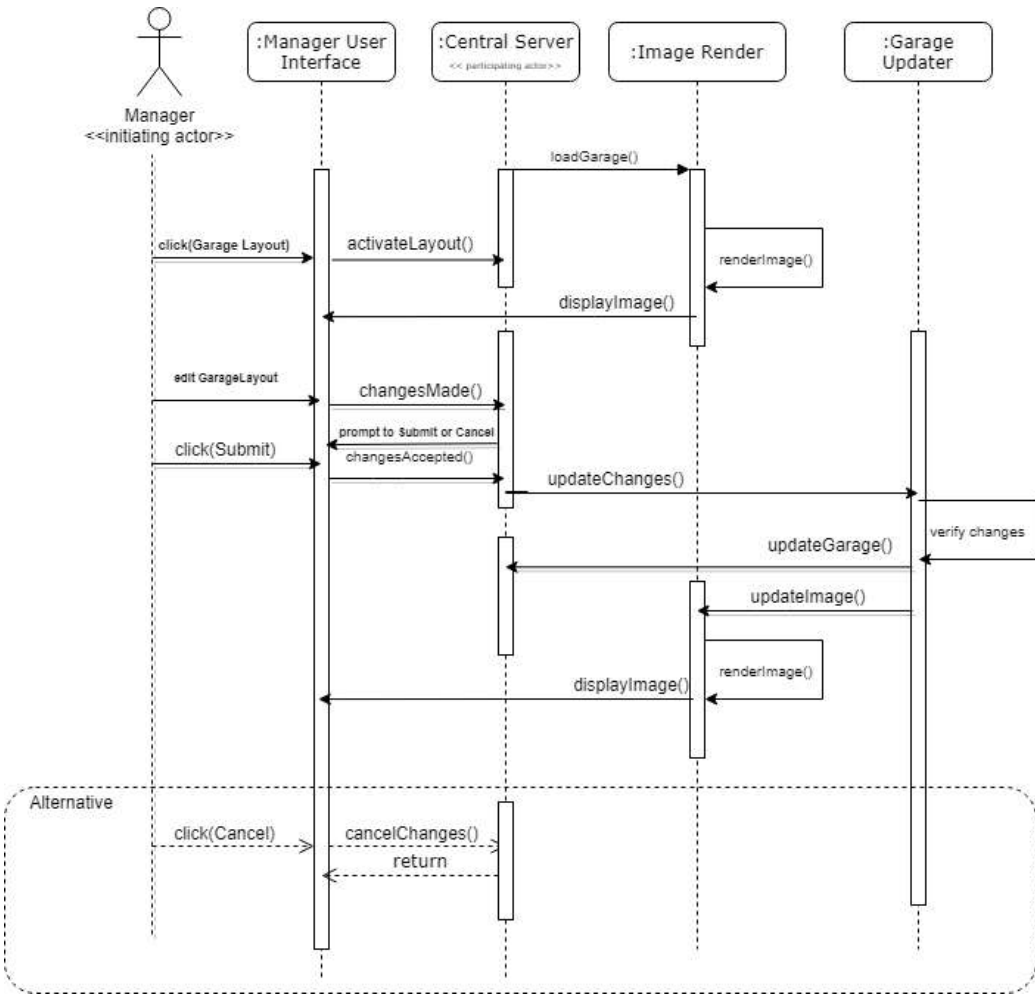 :Manager User
Interface
:Central Server
<< participating actor>>
:Image Render
:Garage
Updater
Manager
<<initiating actor>>
loadGarage()
click(Garage Layout)
activateLayout()
renderImage()
displayImage()
edit GarageLayout
changesMade()
prompt to Submit or Cancel
click(Submit)
changesAccepted()
updateChanges()
verify changes
updateGarage()
updateImage()
renderImage()
displayImage()
Alternative
click(Cancel)
cancelChanges()
return